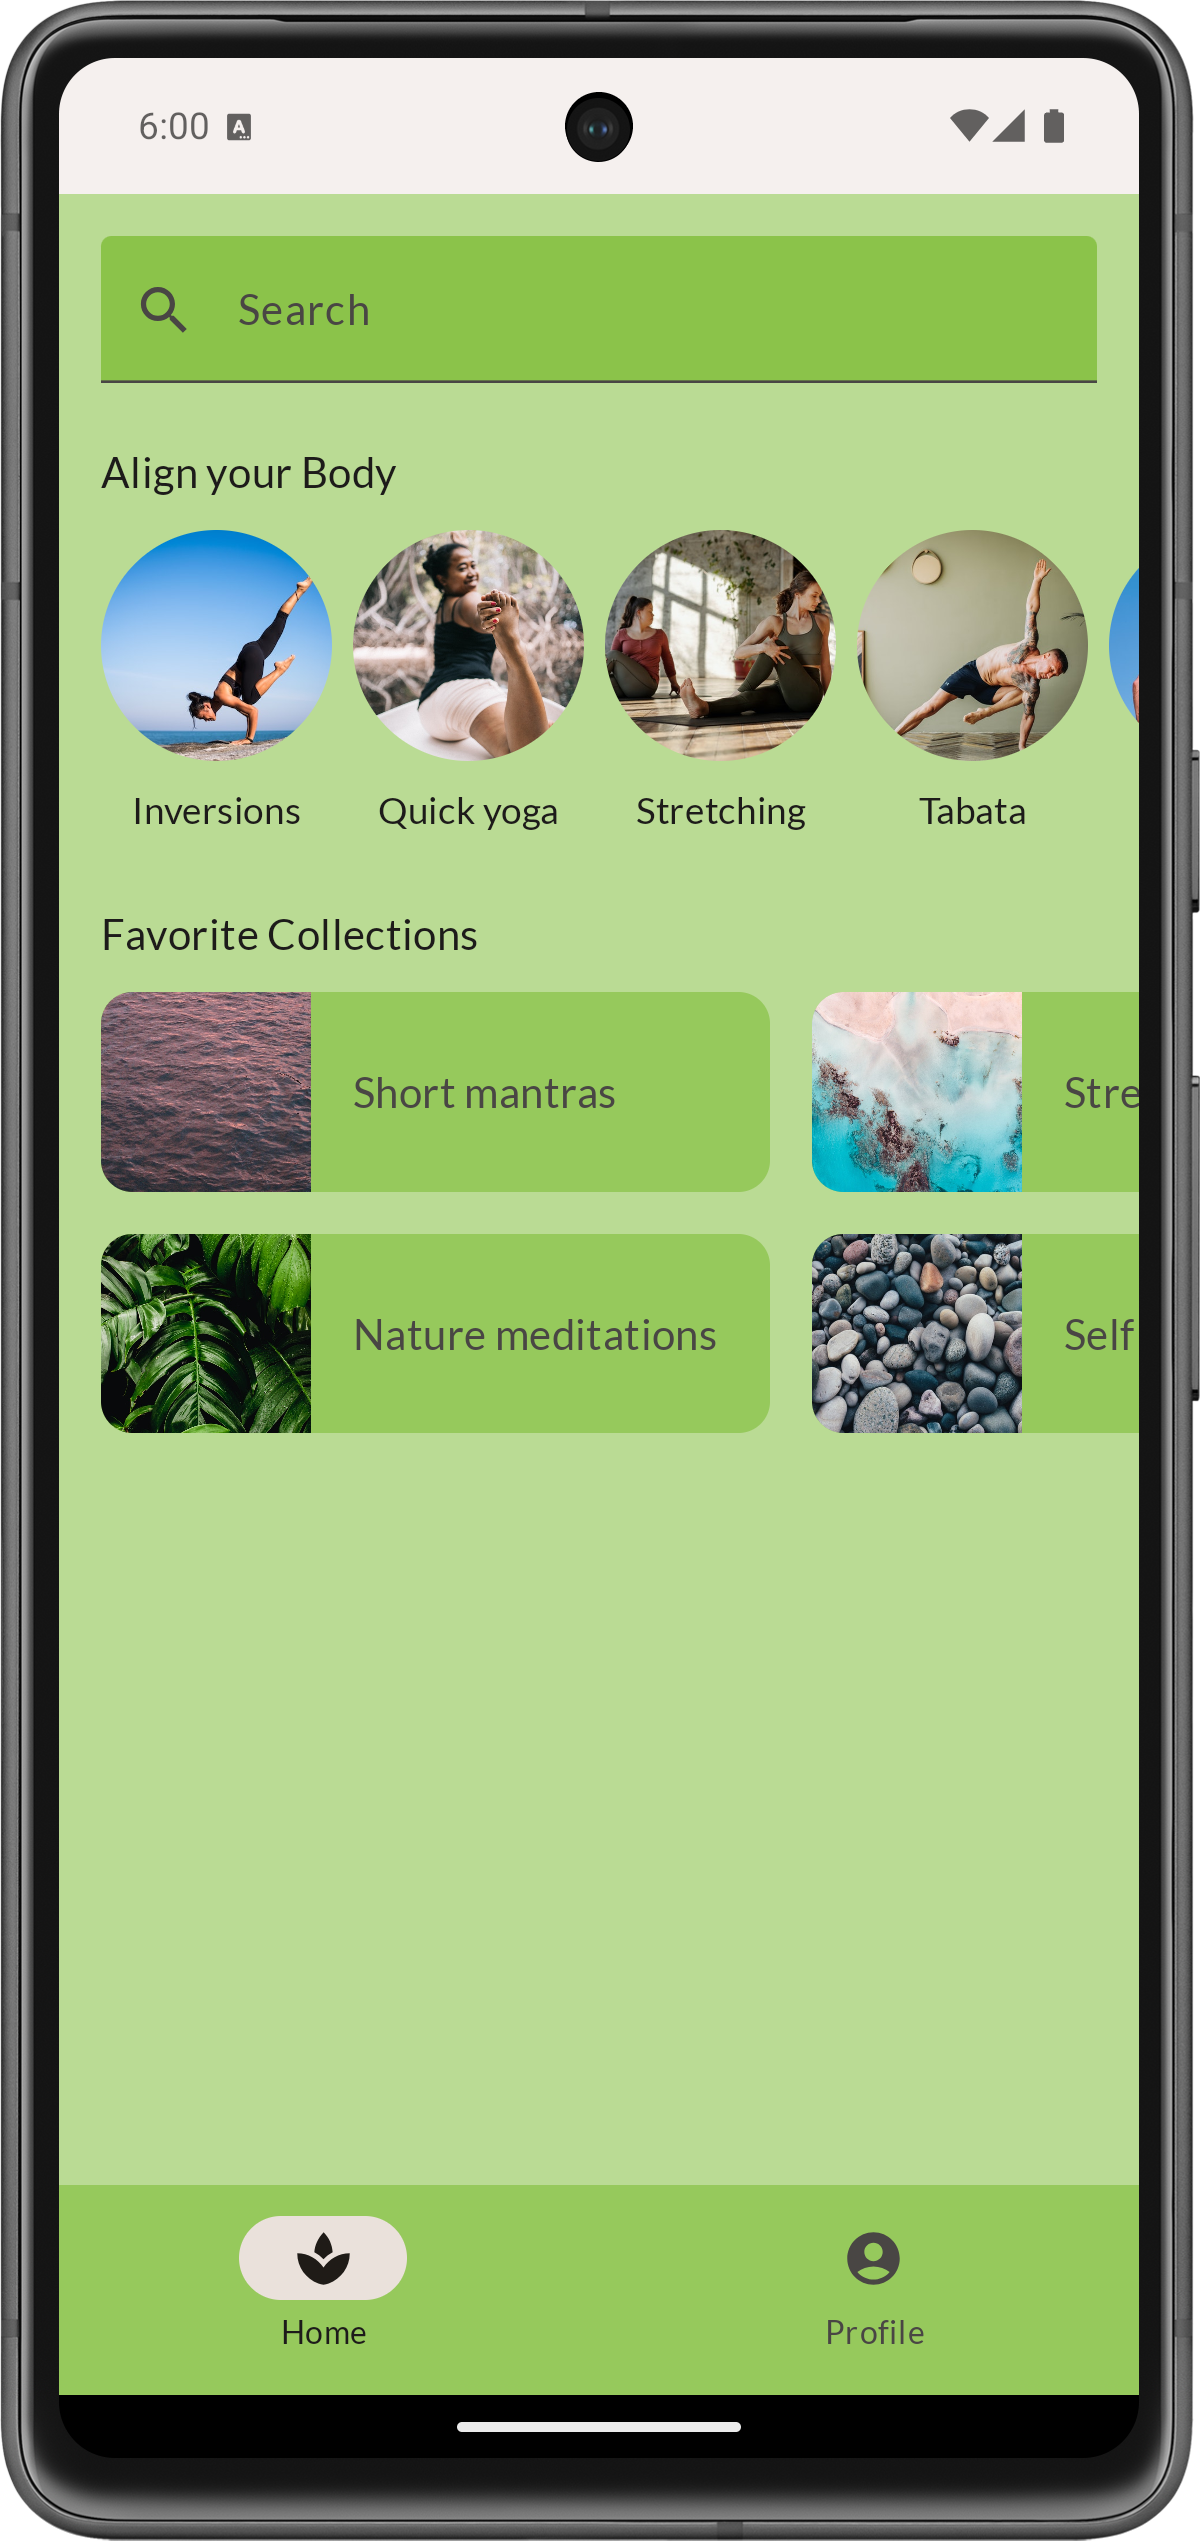 6:00 A
Search
Align your Body
Inversions Quick yoga Stretching Tabata
Favorite Collections
Short mantras Stre
Nature meditations Self
Home Profile